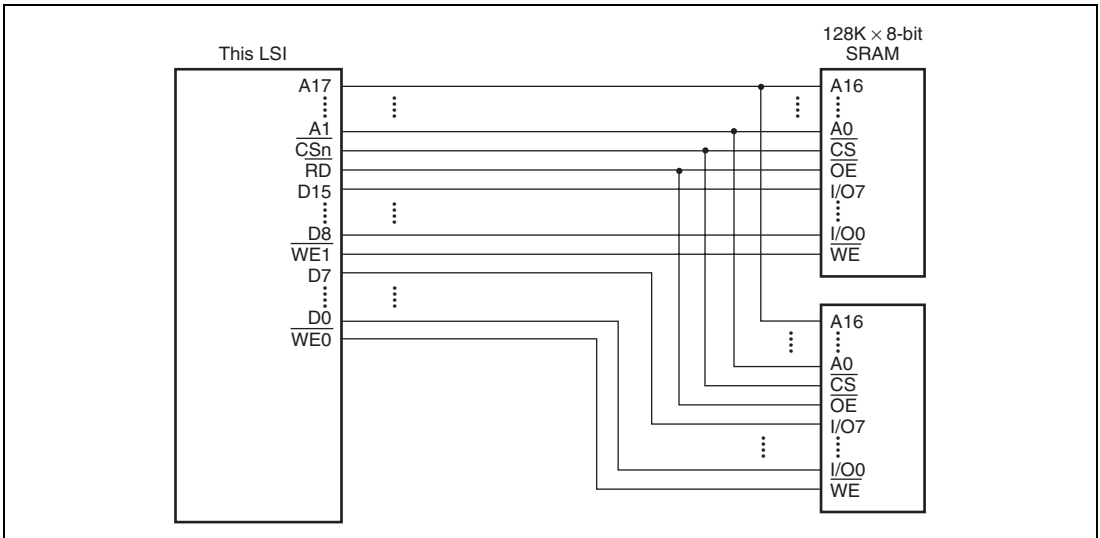 This LSI
A17
A1
CSn
RD
D15
D8
WE1
D7
D0
WE0
128K × 8-bit
SRAM
A16
A0
CS
OE
I/O7
I/O0
WE
A16
A0
CS
OE
I/O7
I/O0
WE